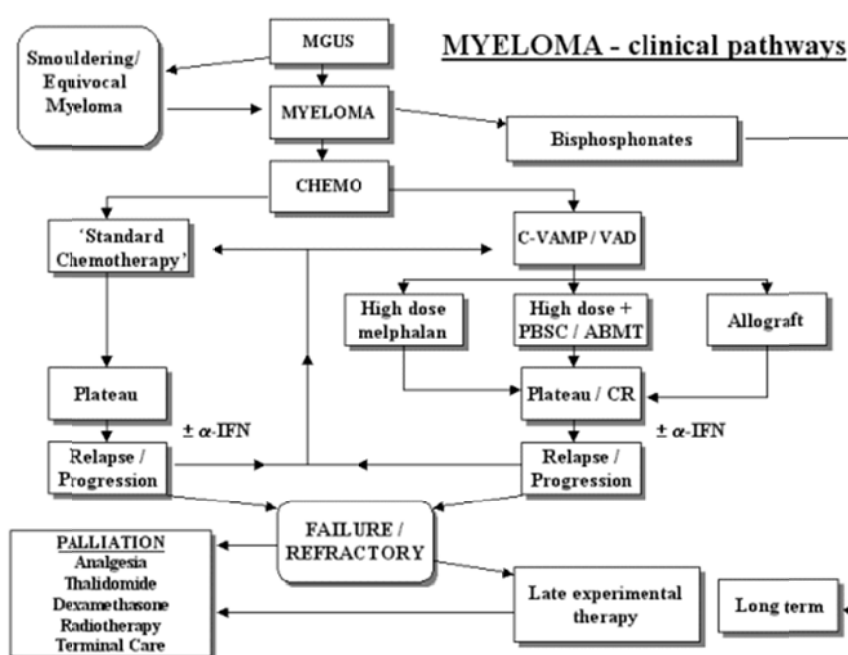 MYELOMA - clinical pathways
MGUS
Smouldering/
Equivocal
Myeloma
MYELOMA
Bisphosphonates
CHEMO
‘Standard
Chemotherapy’
C-VAMP / VAD
High dose
melphalan
High dose +
PBSC / ABMT
Allograft
Plateau
Plateau / CR
± α-IFN
± α-IFN
Relapse /
Progression
Relapse /
Progression
FAILURE /
REFRACTORY
PALLIATION
Analgesia
Thalidomide
Dexamethasone
Radiotherapy
Terminal Care
Late experimental
therapy
Long term